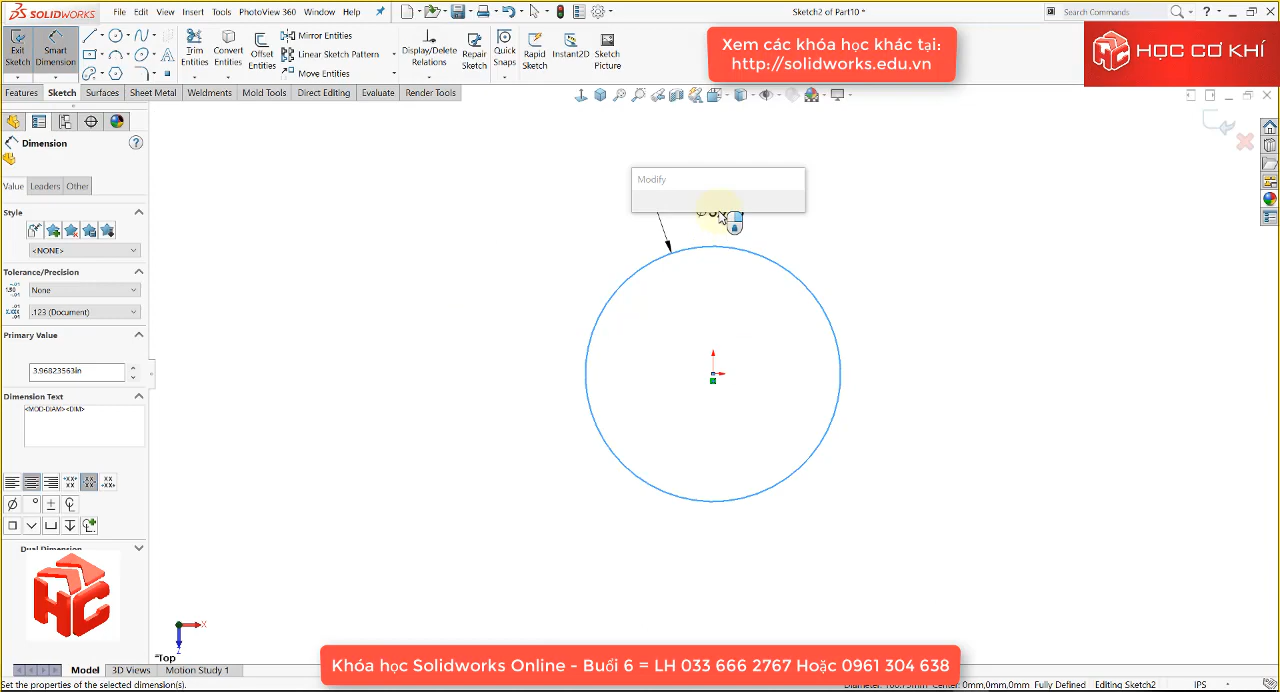 SOLIDWORKS
File Edit View Insert Tools PhotoView 360 Window Help
Sketch2 of Part10 *
Search Commands
Exit Sketch
Smart Dimension
Trim Entities
Convert Entities
Offset Entities
Mirror Entities
Linear Sketch Pattern
Move Entities
Display/Delete Relations
Repair Sketch
Quick Snaps
Rapid Sketch
Instant2D
Sketch Picture
Xem các khóa học khác tại:
http://solidworks.edu.vn
HỌC CƠ KHÍ
Features Sketch Surfaces Sheet Metal Weldments Mold Tools Direct Editing Evaluate Render Tools
Dimension
Value Leaders Other
Style
<NONE>
Tolerance/Precision
None
.123 (Document)
Primary Value
3.96823563in
Dimension Text
<MOD-DIAM><DIM>
Dual Dimension
Modify
X
*Top
HC
Khóa học Solidworks Online - Buổi 6 = LH 033 666 2767 Hoặc 0961 304 638
Model 3D Views Motion Study 1
Set the properties of the selected dimension(s).
Center: 0mm,0mm,0mm Fully Defined Editing Sketch2 IPS